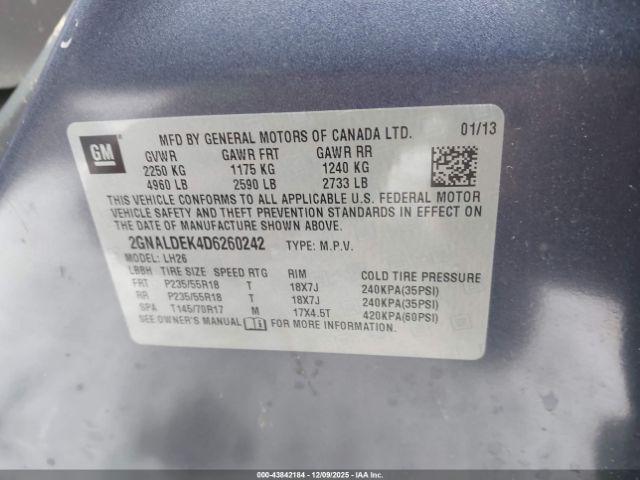 GM
MFD BY GENERAL MOTORS OF CANADA LTD. 01/13
GVWR GAWR FRT GAWR RR
2250 KG 1175 KG 1240 KG
4960 LB 2590 LB 2733 LB
THIS VEHICLE CONFORMS TO ALL APPLICABLE U.S. FEDERAL MOTOR
VEHICLE SAFETY AND THEFT PREVENTION STANDARDS IN EFFECT ON
THE DATE OF MANUFACTURE SHOWN ABOVE.
2GNALDEK4D6260242 TYPE: M.P.V.
MODEL: LH26
LBBH TIRE SIZE SPEED RTG RIM COLD TIRE PRESSURE
FRT P235/55R18 T 18X7J 240KPA(35PSI)
RR P235/55R18 T 18X7J 240KPA(35PSI)
SPA T145/70R17 M 17X4.5T 420KPA(60PSI)
SEE OWNER'S MANUAL FOR MORE INFORMATION.
000-43842184 - 12/09/2025 - IAAI.CA